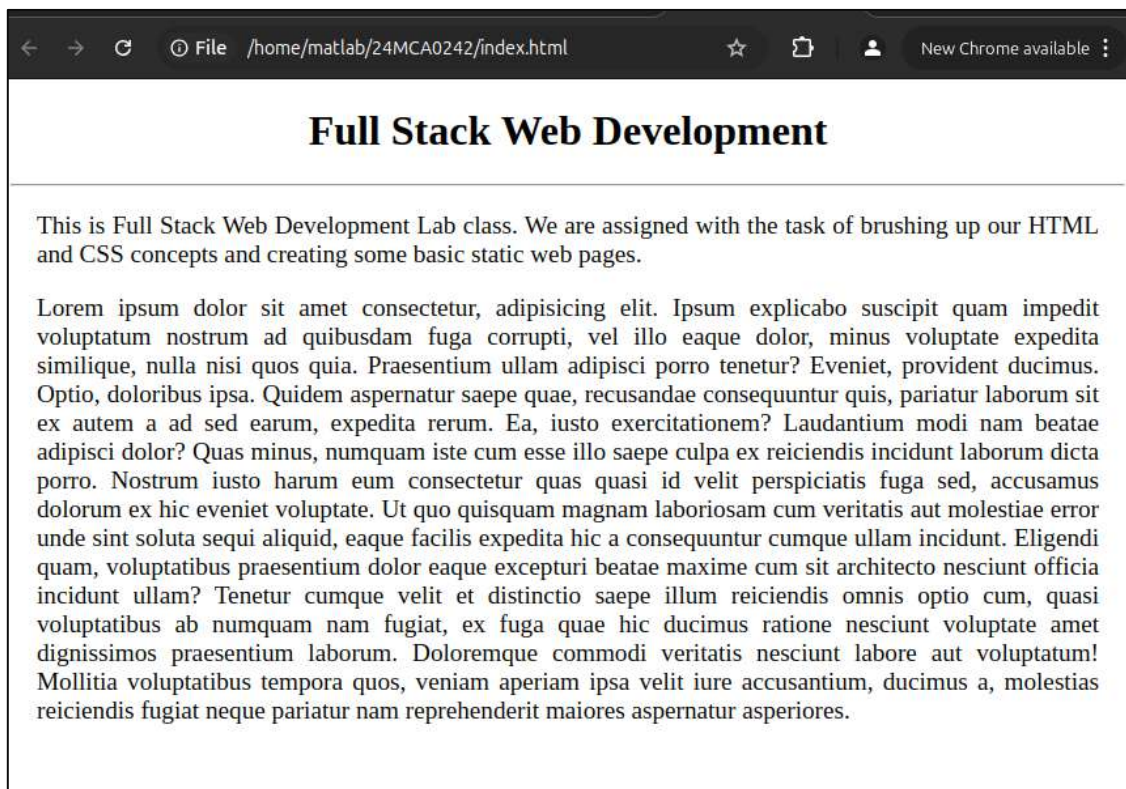 File /home/matlab/24MCA0242/index.html
New Chrome available
Full Stack Web Development
This is Full Stack Web Development Lab class. We are assigned with the task of brushing up our HTML
and CSS concepts and creating some basic static web pages.
Lorem ipsum dolor sit amet consectetur, adipisicing elit. Ipsum explicabo suscipit quam impedit
voluptatum nostrum ad quibusdam fuga corrupti, vel illo eaque dolor, minus voluptate expedita
similique, nulla nisi quos quia. Praesentium ullam adipisci porro tenetur? Eveniet, provident ducimus.
Optio, doloribus ipsa. Quidem aspernatur saepe quae, recusandae consequuntur quis, pariatur laborum sit
ex autem a ad sed earum, expedita rerum. Ea, iusto exercitationem? Laudantium modi nam beatae
adipisci dolor? Quas minus, numquam iste cum esse illo saepe culpa ex reiciendis incidunt laborum dicta
porro. Nostrum iusto harum eum consectetur quas quasi id velit perspiciatis fuga sed, accusamus
dolorum ex hic eveniet voluptate. Ut quo quisquam magnam laboriosam cum veritatis aut molestiae error
unde sint soluta sequi aliquid, eaque facilis expedita hic a consequuntur cumque ullam incidunt. Eligendi
quam, voluptatibus praesentium dolor eaque excepturi beatae maxime cum sit architecto nesciunt officia
incidunt ullam? Tenetur cumque velit et distinctio saepe illum reiciendis omnis optio cum, quasi
voluptatibus ab numquam nam fugiat, ex fuga quae hic ducimus ratione nesciunt voluptate amet
dignissimos praesentium laborum. Doloremque commodi veritatis nesciunt labore aut voluptatum!
Mollitia voluptatibus tempora quos, veniam aperiam ipsa velit iure accusantium, ducimus a, molestias
reiciendis fugiat neque pariatur nam reprehenderit maiores aspernatur asperiores.